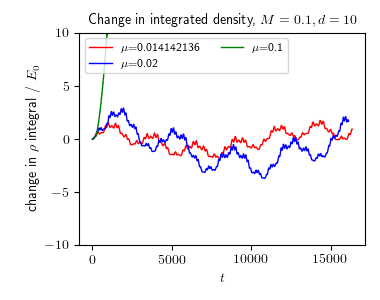 Change in integrated density, M = 0.1, d = 10
change in ρ integral / E₀
10
5
0
−5
−10
μ=0.014142136
μ=0.02
μ=0.1
0 5000 10000 15000
t